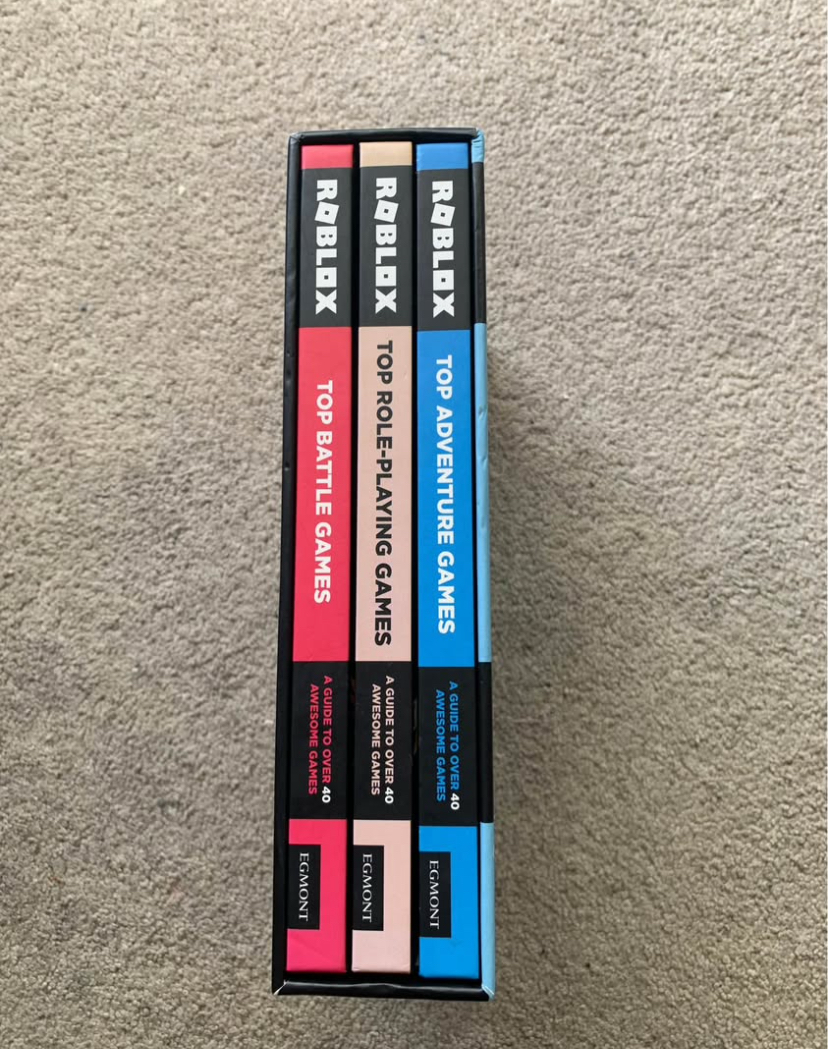 ROBLOX
TOP BATTLE GAMES
A GUIDE TO OVER 40
AWESOME GAMES
EGMONT
ROBLOX
TOP ROLE-PLAYING GAMES
A GUIDE TO OVER 40
AWESOME GAMES
EGMONT
ROBLOX
TOP ADVENTURE GAMES
A GUIDE TO OVER 40
AWESOME GAMES
EGMONT